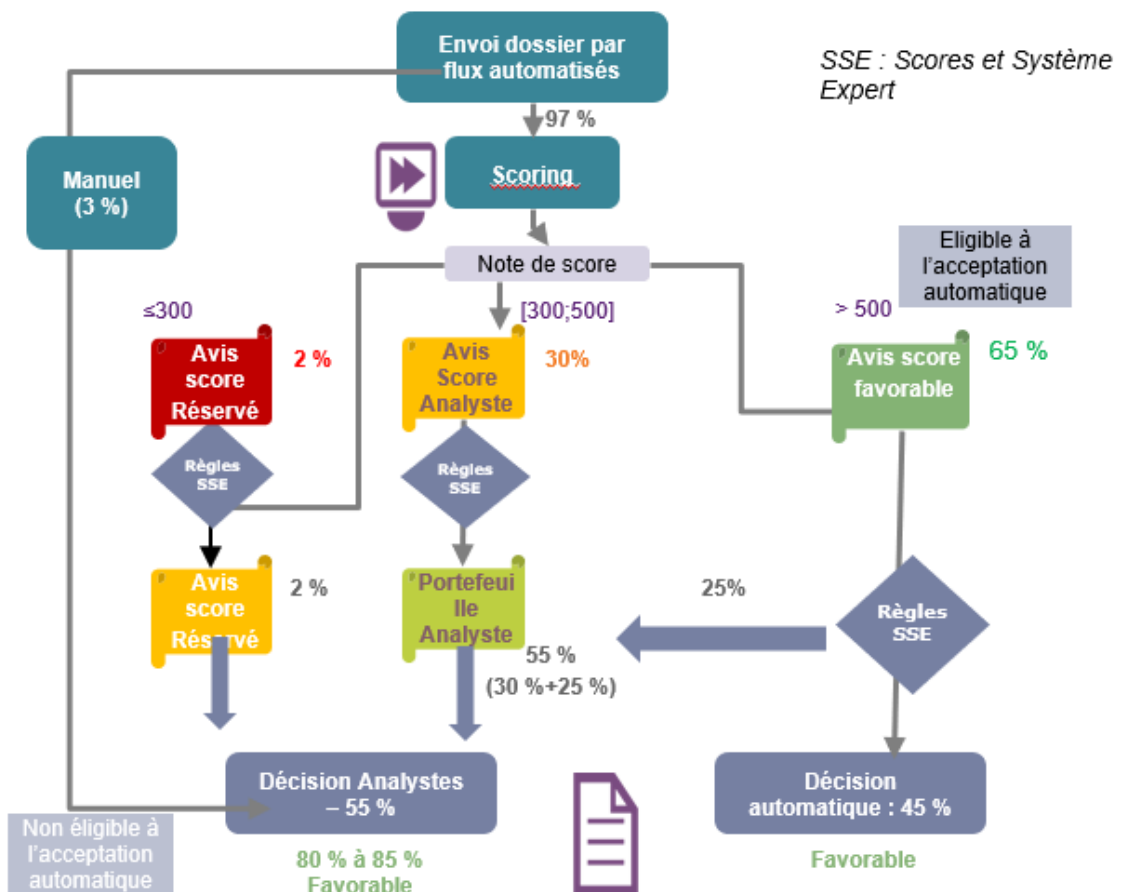 Envoi dossier par
flux automatisés
SSE : Scores et Système
Expert
97 %
Manuel
(3 %)
Scoring
Note de score
Eligible à
l'acceptation
automatique
≤300
[300;500]
> 500
Avis
score
Réservé
2 %
Avis
Score
Analyste
30%
Avis score
favorable
65 %
Règles
SSE
Règles
SSE
Avis
score
Réservé
2 %
Portefeui
lle
Analyste
55 %
(30 %+25 %)
25%
Règles
SSE
Décision Analystes
– 55 %
Décision
automatique : 45 %
Non éligible à
l'acceptation
automatique
80 % à 85 %
Favorable
Favorable